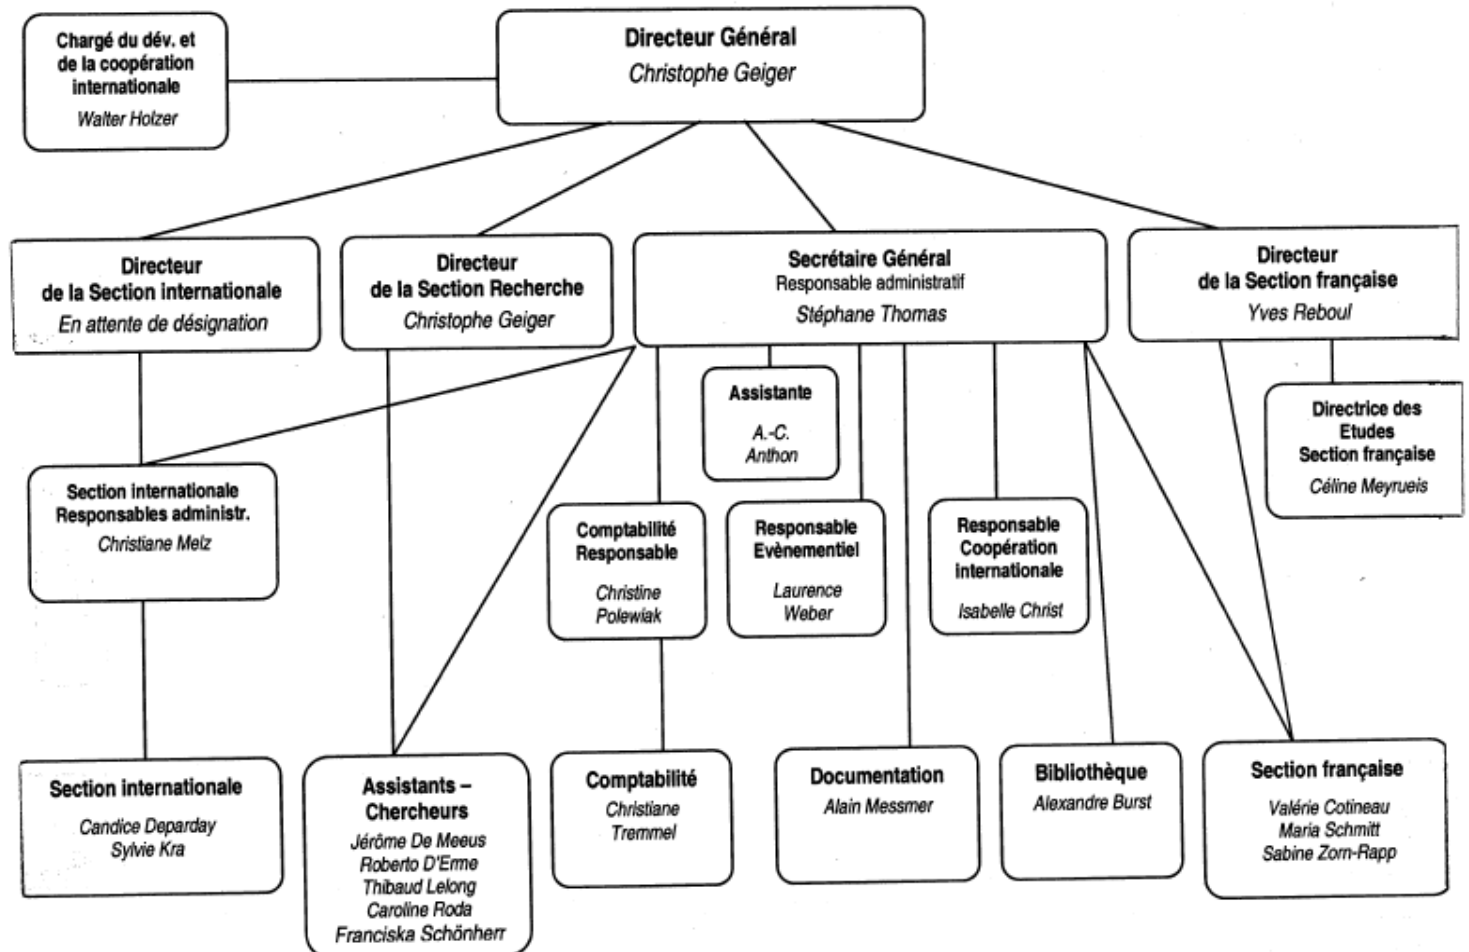 Chargé du dév. et
de la coopération
internationale
Walter Holzer
Directeur Général
Christophe Geiger
Directeur
de la Section internationale
En attente de désignation
Directeur
de la Section Recherche
Christophe Geiger
Secrétaire Général
Responsable administratif
Stéphane Thomas
Directeur
de la Section française
Yves Reboul
Assistante
A.-C.
Anthon
Directrice des
Etudes
Section française
Céline Meyrueis
Section internationale
Responsables administr.
Christiane Melz
Comptabilité
Responsable
Christine
Polewiak
Responsable
Evènementiel
Laurence
Weber
Responsable
Coopération
internationale
Isabelle Christ
Section internationale
Candice Deparday
Sylvie Kra
Assistants –
Chercheurs
Jérôme De Meeus
Roberto D'Erme
Thibaud Lelong
Caroline Roda
Franciska Schönherr
Comptabilité
Christiane
Tremmel
Documentation
Alain Messmer
Bibliothèque
Alexandre Burst
Section française
Valérie Cotineau
Maria Schmitt
Sabine Zorn-Rapp